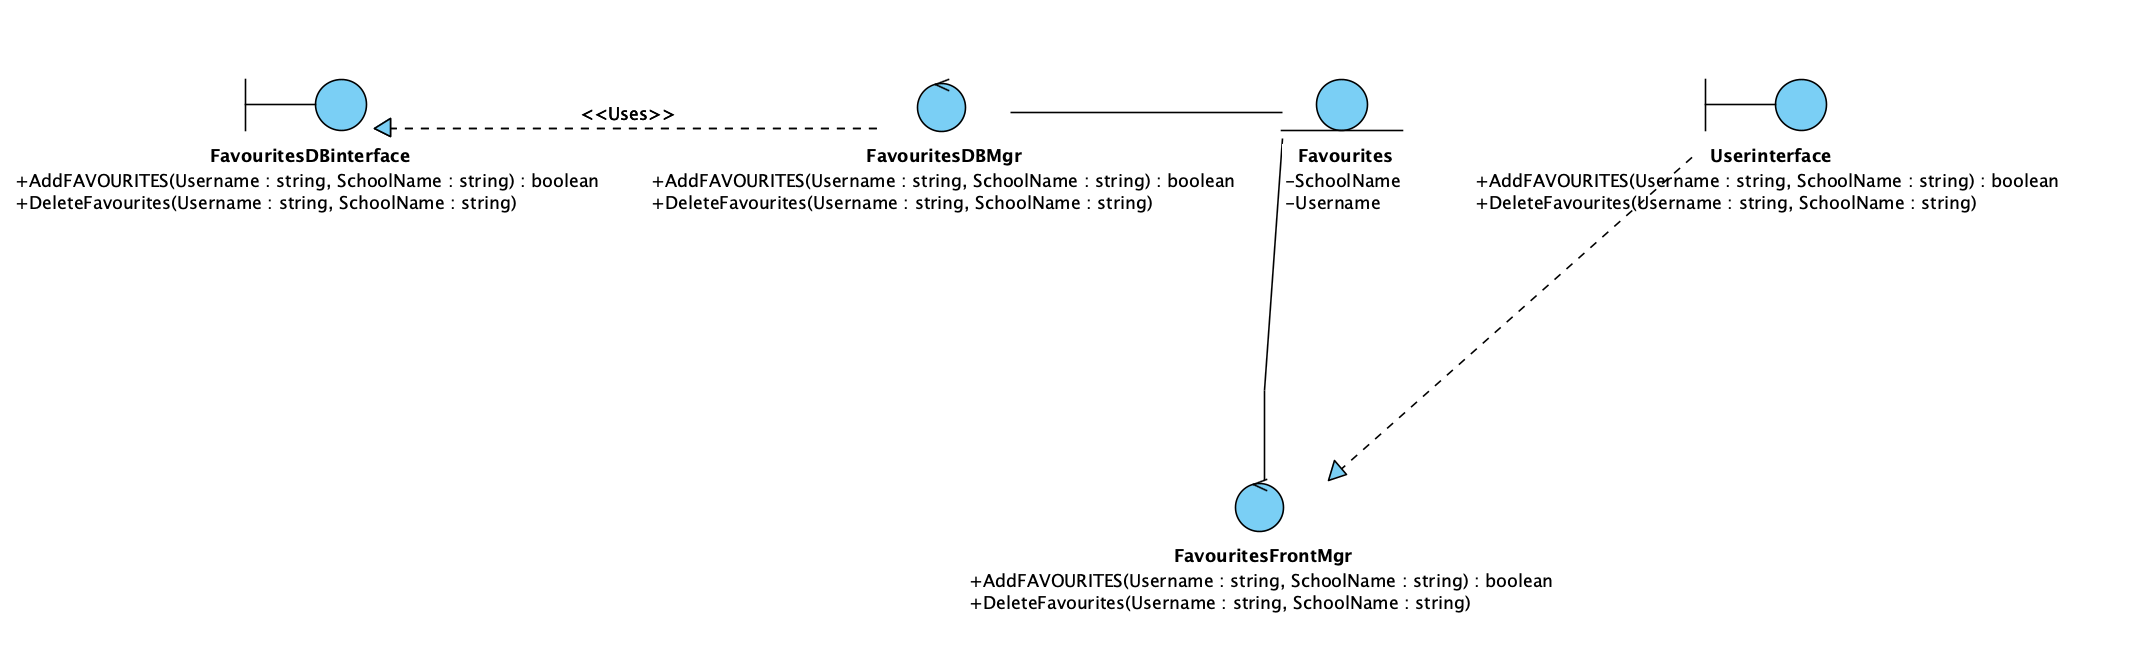 <<Uses>>
FavouritesDBinterface
+AddFAVOURITES(Username : string, SchoolName : string) : boolean
+DeleteFavourites(Username : string, SchoolName : string)
FavouritesDBMgr
+AddFAVOURITES(Username : string, SchoolName : string) : boolean
+DeleteFavourites(Username : string, SchoolName : string)
Favourites
-SchoolName
-Username
Userinterface
+AddFAVOURITES(Username : string, SchoolName : string) : boolean
+DeleteFavourites(Username : string, SchoolName : string)
FavouritesFrontMgr
+AddFAVOURITES(Username : string, SchoolName : string) : boolean
+DeleteFavourites(Username : string, SchoolName : string)